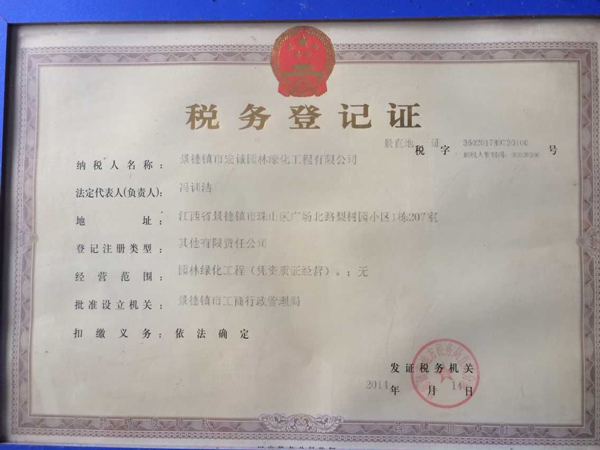 税务登记证
税 字 号
纳税人名称： 景德镇市宏诚园林绿化工程有限公司
法定代表人(负责人)： 冯训洁
地 址： 江西省景德镇市珠山区广场北路梨树园小区1栋207室
登记注册类型： 其他有限责任公司
经营范围： 园林绿化工程（凭资质证经营）。；无
批准设立机关： 景德镇市工商行政管理局
扣缴义务： 依法确定
发证税务机关
2014 年 月 14 日